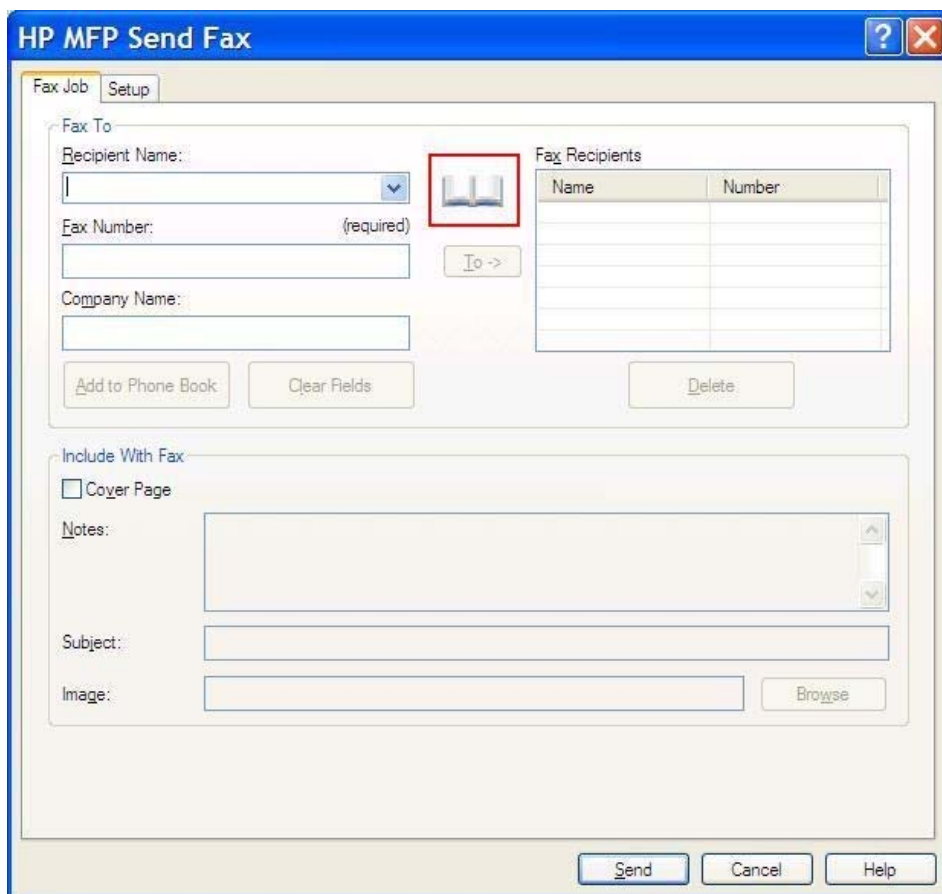 HP MFP Send Fax
Fax Job
Setup
Fax To
Recipient Name:
Fax Number:
(required)
Company Name:
Add to Phone Book
Clear Fields
To ->
Fax Recipients
Name
Number
Delete
Include With Fax
Cover Page
Notes:
Subject:
Image:
Browse
Send
Cancel
Help